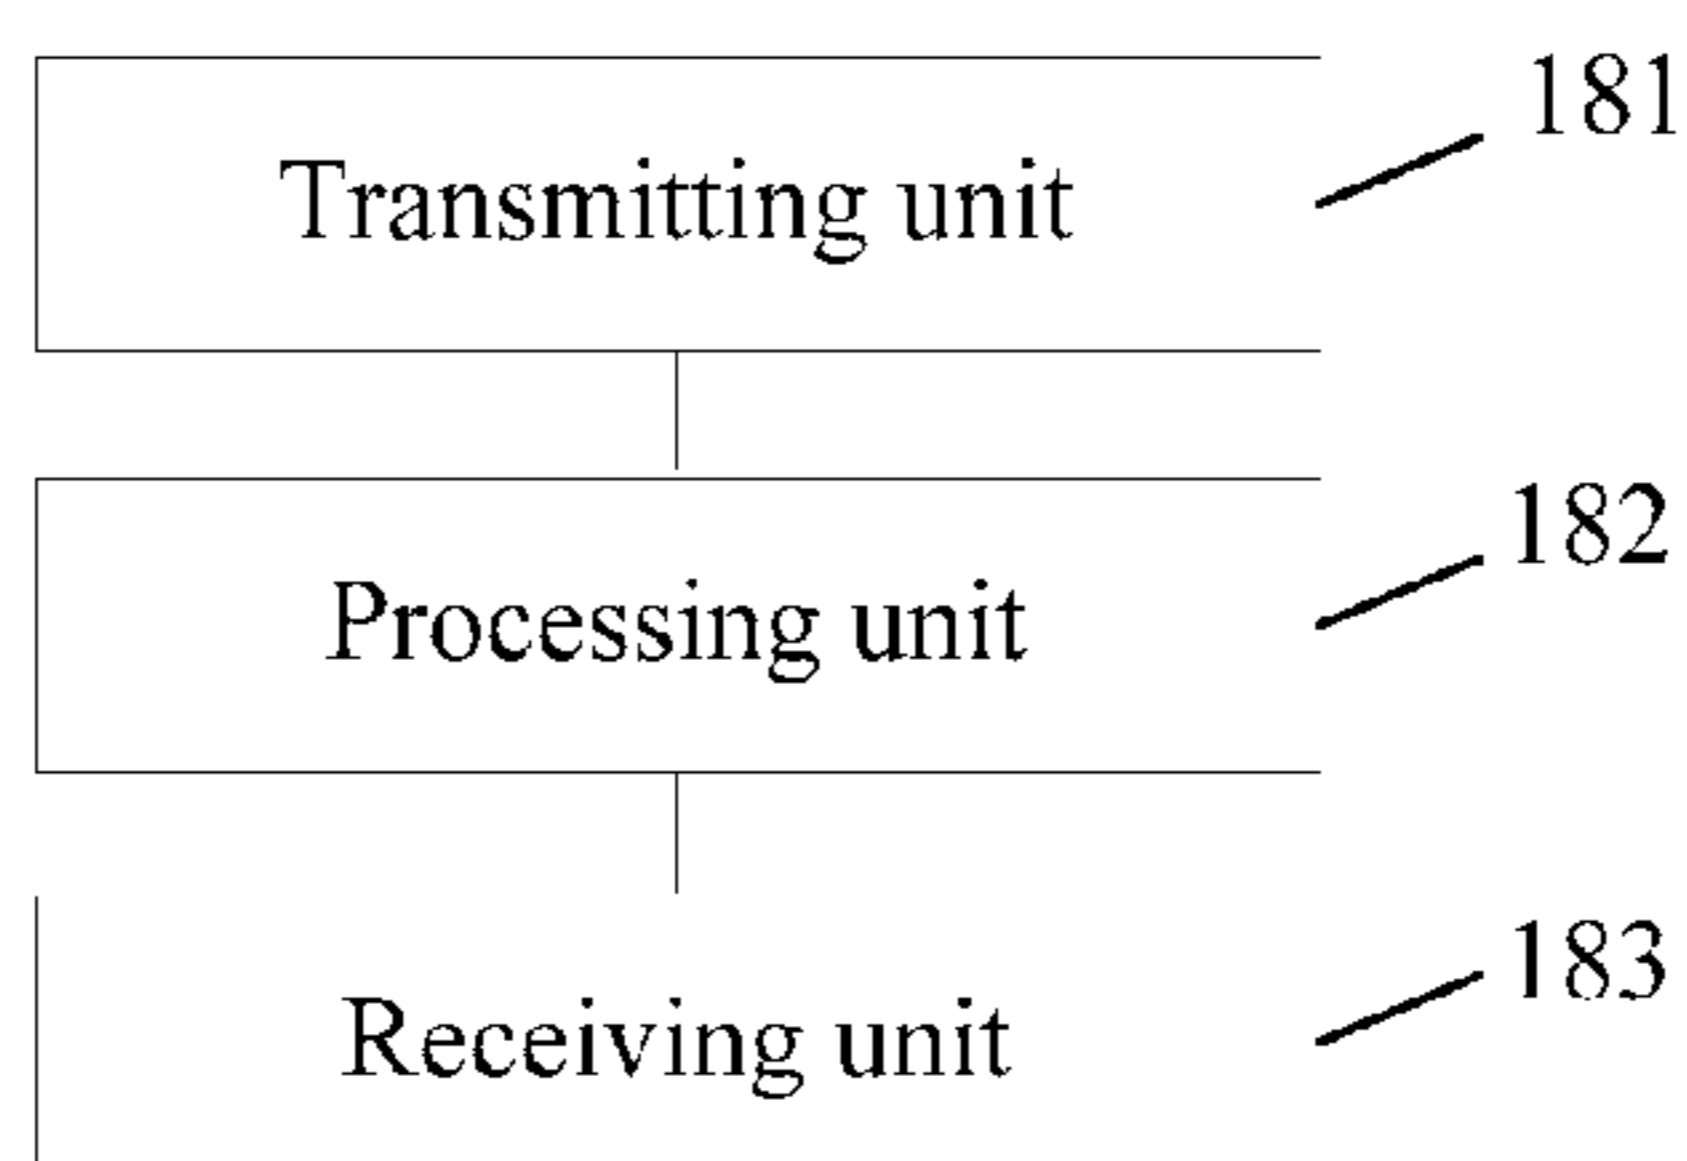 181
Transmitting unit
182
Processing unit
183
Receiving unit